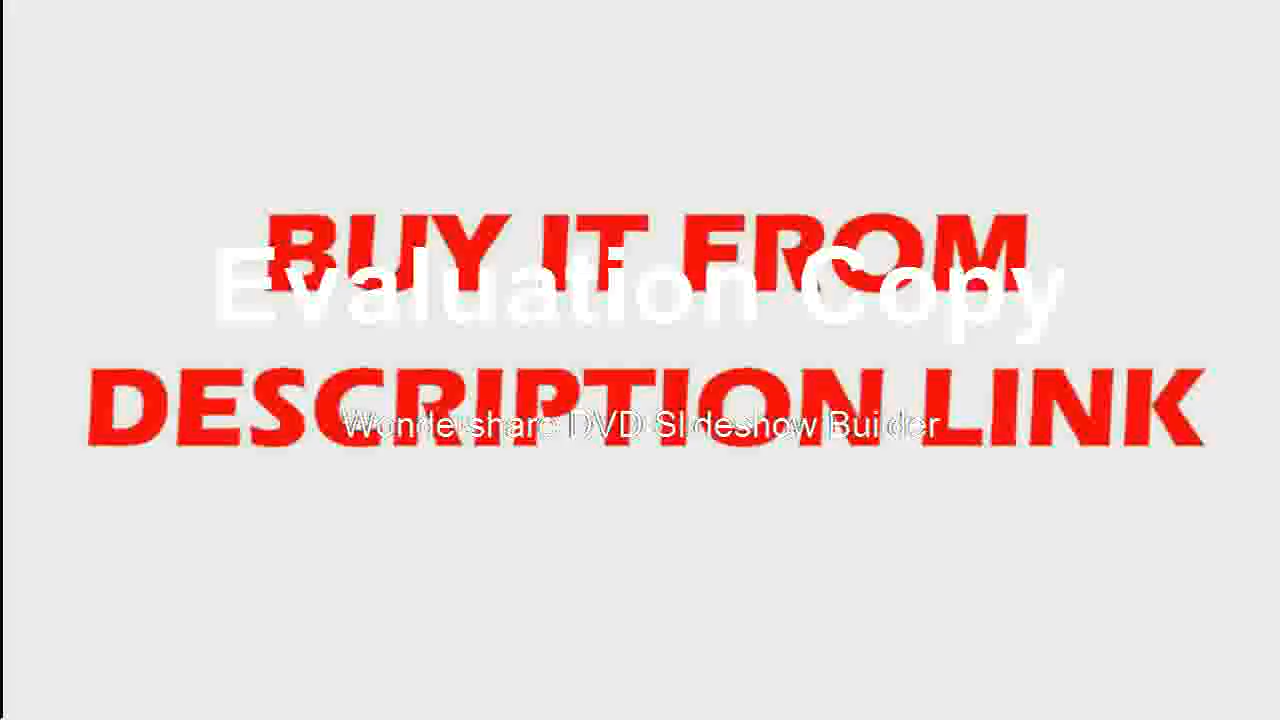 BUY IT FROM
Evaluation Copy
DESCRIPTION LINK
Wondershare DVD Slideshow Builder